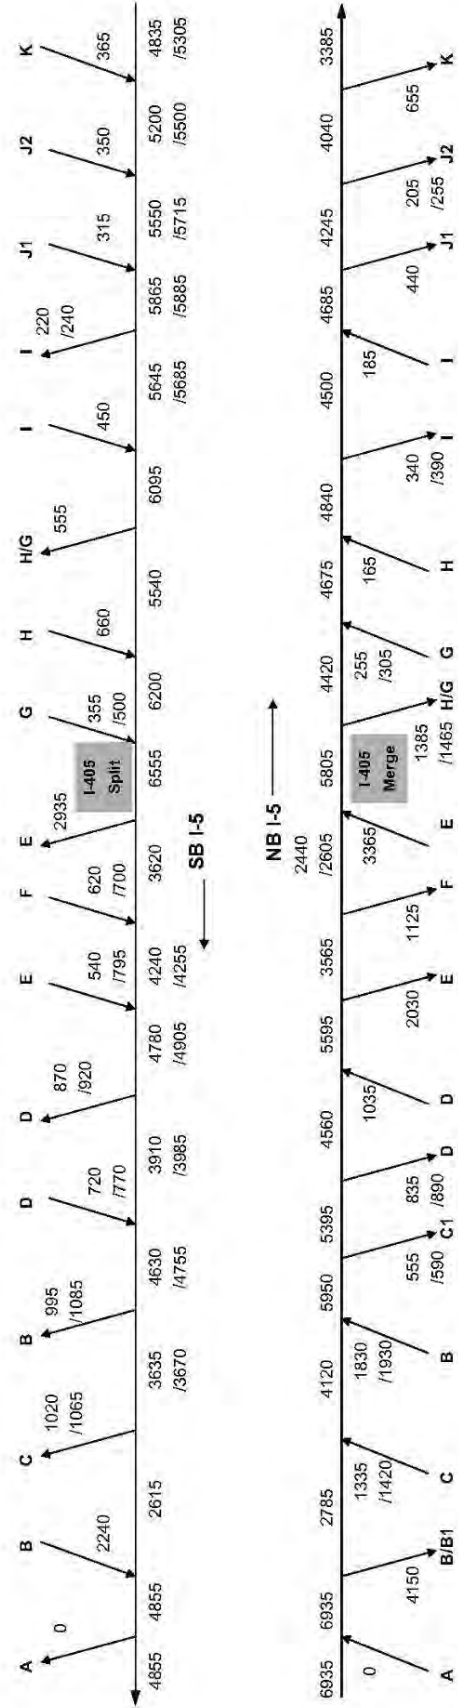 A B B C B D D E F E G H H/G I I J1 J2 K
0 2240 1020 995 720 870 540 620 2935 355 660 555 450 220 315 350 365
/1065 /1085 /770 /920 /795 /700 /500 /240
I-405
Split
4855 4855 2615 3635 4630 3910 4780 4240 3620 6555 6200 5540 6095 5645 5865 5550 5200 4835
/3670 /4755 /3985 /4905 /4255 /5685 /5885 /5715 /5500 /5305
SB I-5
NB I-5
6935 6935 2785 4120 5950 5395 4560 5595 3565 2440 5805 4420 4675 4840 4500 4685 4245 4040 3385
/2605
I-405
Merge
0 4150 1335 1830 555 835 1035 2030 1125 3365 1385 255 165 340 185 440 205 655
/1420 /1930 /590 /890 /1465 /305 /390 /255
A B/B1 C B C1 D D E F E H/G G H I I J1 J2 K